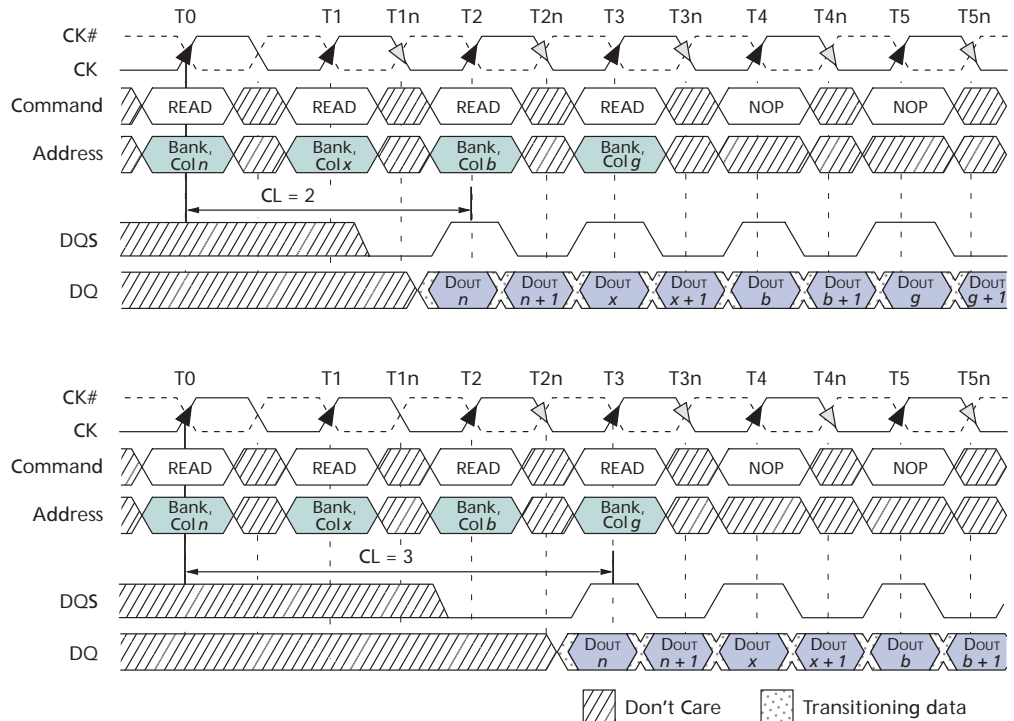 T0 T1 T1n T2 T2n T3 T3n T4 T4n T5 T5n
CK#
CK
Command READ READ READ READ NOP NOP
Address Bank, Col n Bank, Col x Bank, Col b Bank, Col g
CL = 2
DQS
DQ DOUT n DOUT n + 1 DOUT x DOUT x + 1 DOUT b DOUT b + 1 DOUT g DOUT g + 1
T0 T1 T1n T2 T2n T3 T3n T4 T4n T5 T5n
CK#
CK
Command READ READ READ READ NOP NOP
Address Bank, Col n Bank, Col x Bank, Col b Bank, Col g
CL = 3
DQS
DQ DOUT n DOUT n + 1 DOUT x DOUT x + 1 DOUT b DOUT b + 1
Don't Care Transitioning data